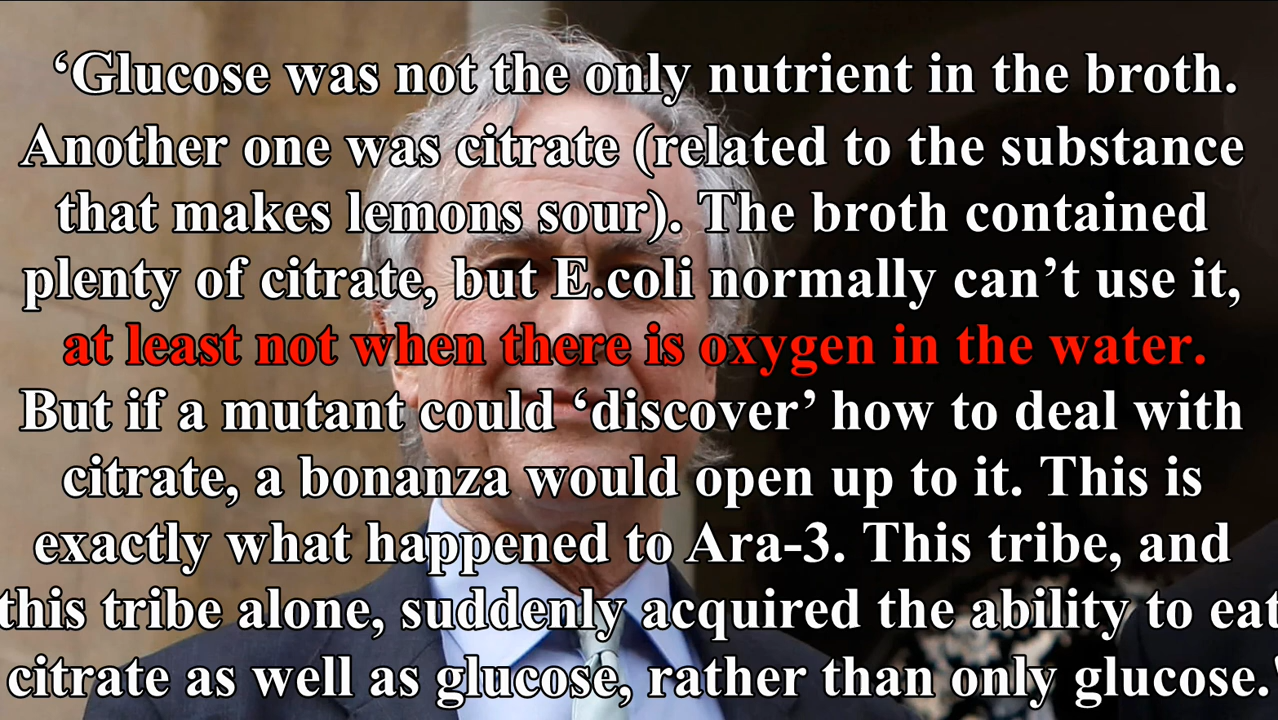 ‘Glucose was not the only nutrient in the broth.
Another one was citrate (related to the substance
that makes lemons sour). The broth contained
plenty of citrate, but E.coli normally can’t use it,
at least not when there is oxygen in the water.
But if a mutant could ‘discover’ how to deal with
citrate, a bonanza would open up to it. This is
exactly what happened to Ara-3. This tribe, and
this tribe alone, suddenly acquired the ability to eat
citrate as well as glucose, rather than only glucose.'